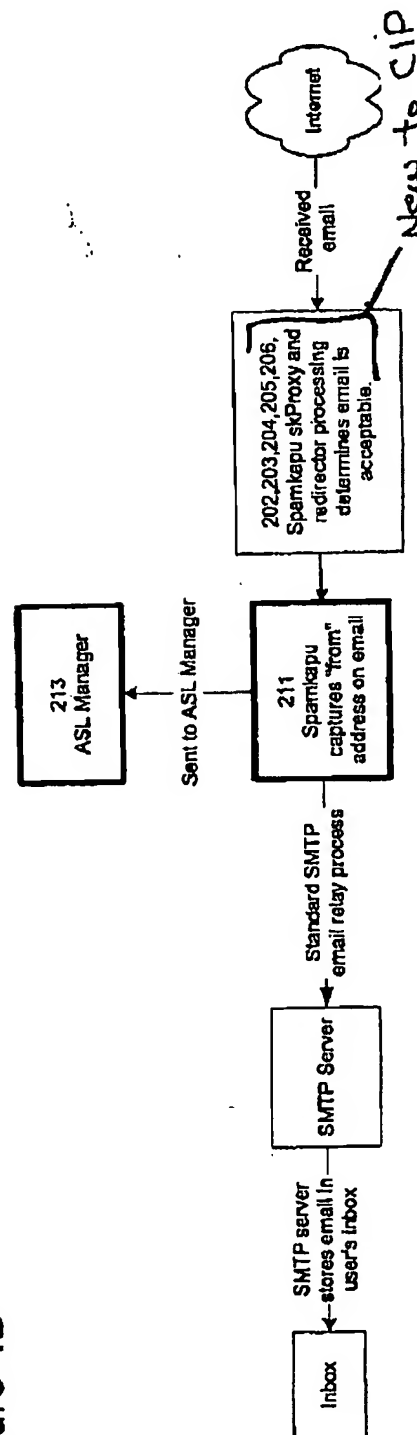 Internet
Received
email
202,203,204,205,206,
Spamkapu skProxy and
redirector processing
determines email is
acceptable.
New to CIP
213
ASL Manager
Sent to ASL Manager
211
Spamkapu
captures "from"
address on email
Standard SMTP
email relay process
SMTP Server
SMTP server
stores email in
user's inbox
Inbox